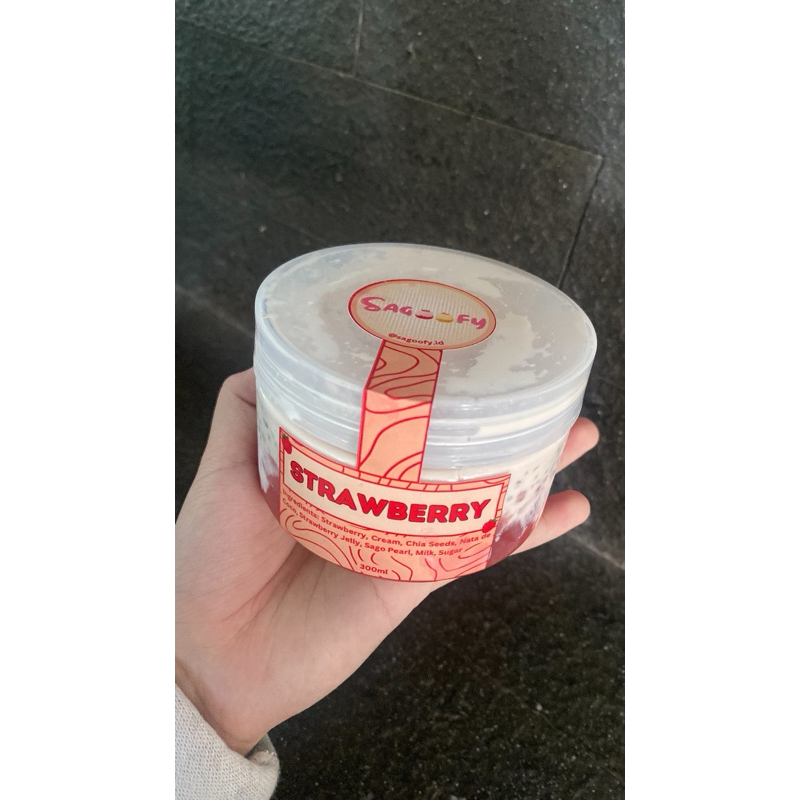 SAGOOFY
@sagoofy.id
STRAWBERRY
Ingredients: Strawberry, Cream, Chia Seeds, Nata de
Coco, Strawberry Jelly, Sago Pearl, Milk, Sugar
300ml